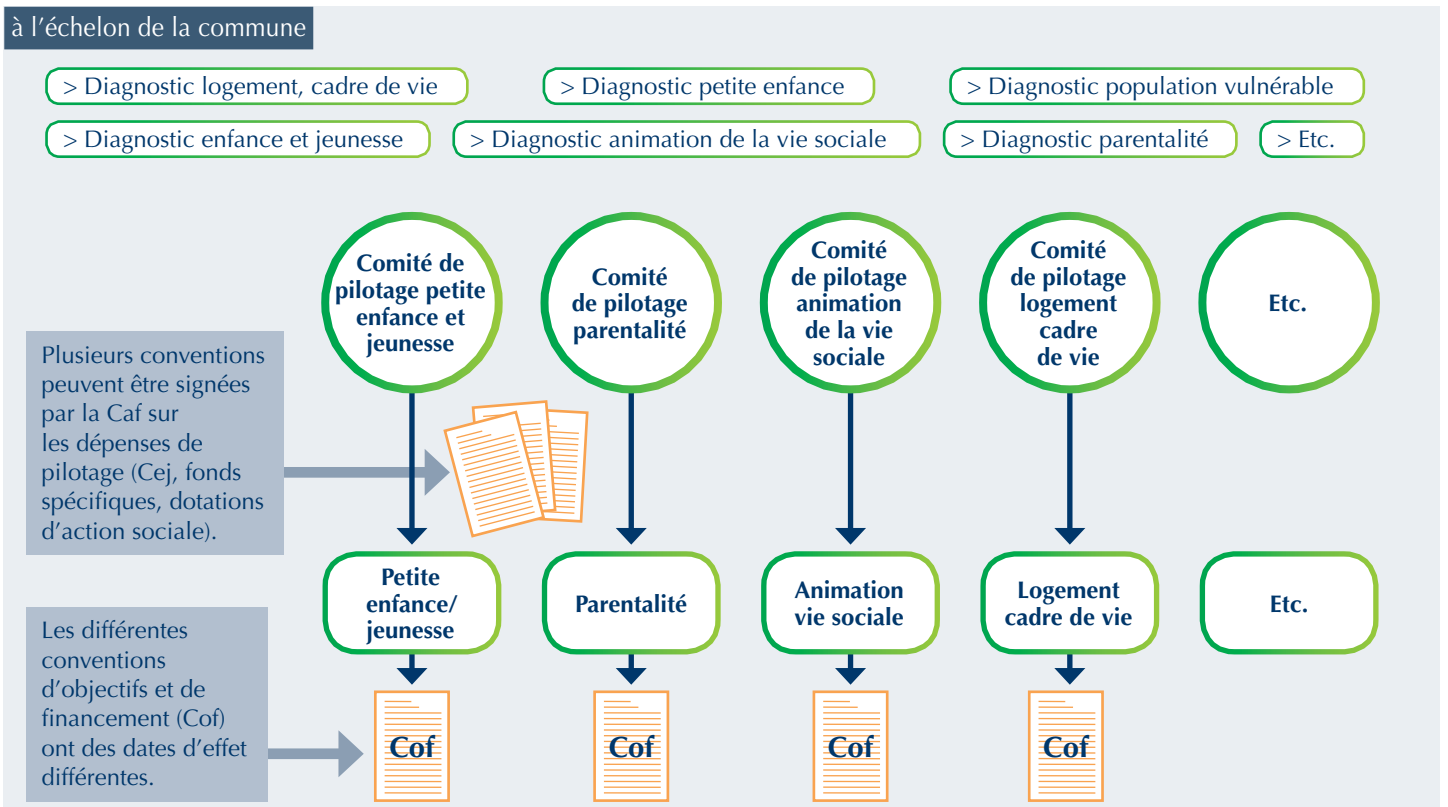 à l’échelon de la commune
> Diagnostic logement, cadre de vie
> Diagnostic petite enfance
> Diagnostic population vulnérable
> Diagnostic enfance et jeunesse
> Diagnostic animation de la vie sociale
> Diagnostic parentalité
> Etc.
Comité de
pilotage petite
enfance et
jeunesse
Comité
de pilotage
parentalité
Comité
de pilotage
animation
de la vie
sociale
Comité
de pilotage
logement
cadre
de vie
Etc.
Plusieurs conventions
peuvent être signées
par la Caf sur
les dépenses de
pilotage (Cej, fonds
spécifiques, dotations
d’action sociale).
Petite
enfance/
jeunesse
Parentalité
Animation
vie sociale
Logement
cadre de vie
Etc.
Les différentes
conventions
d’objectifs et de
financement (Cof)
ont des dates d’effet
différentes.
Cof
Cof
Cof
Cof